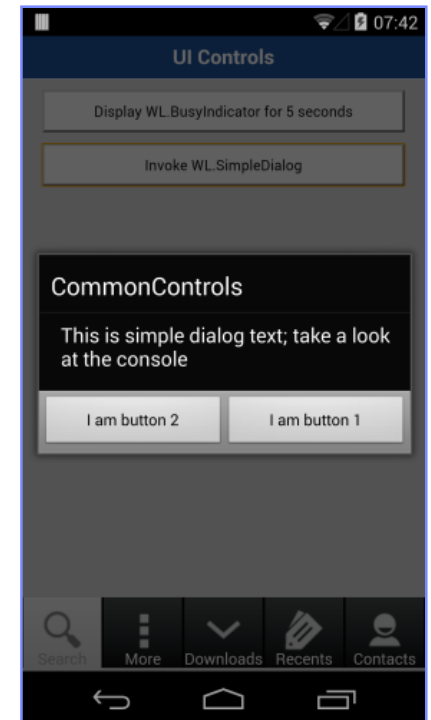 07:42
UI Controls
Display WL.BusyIndicator for 5 seconds
Invoke WL.SimpleDialog
CommonControls
This is simple dialog text; take a look
at the console
I am button 2 I am button 1
Search More Downloads Recents Contacts